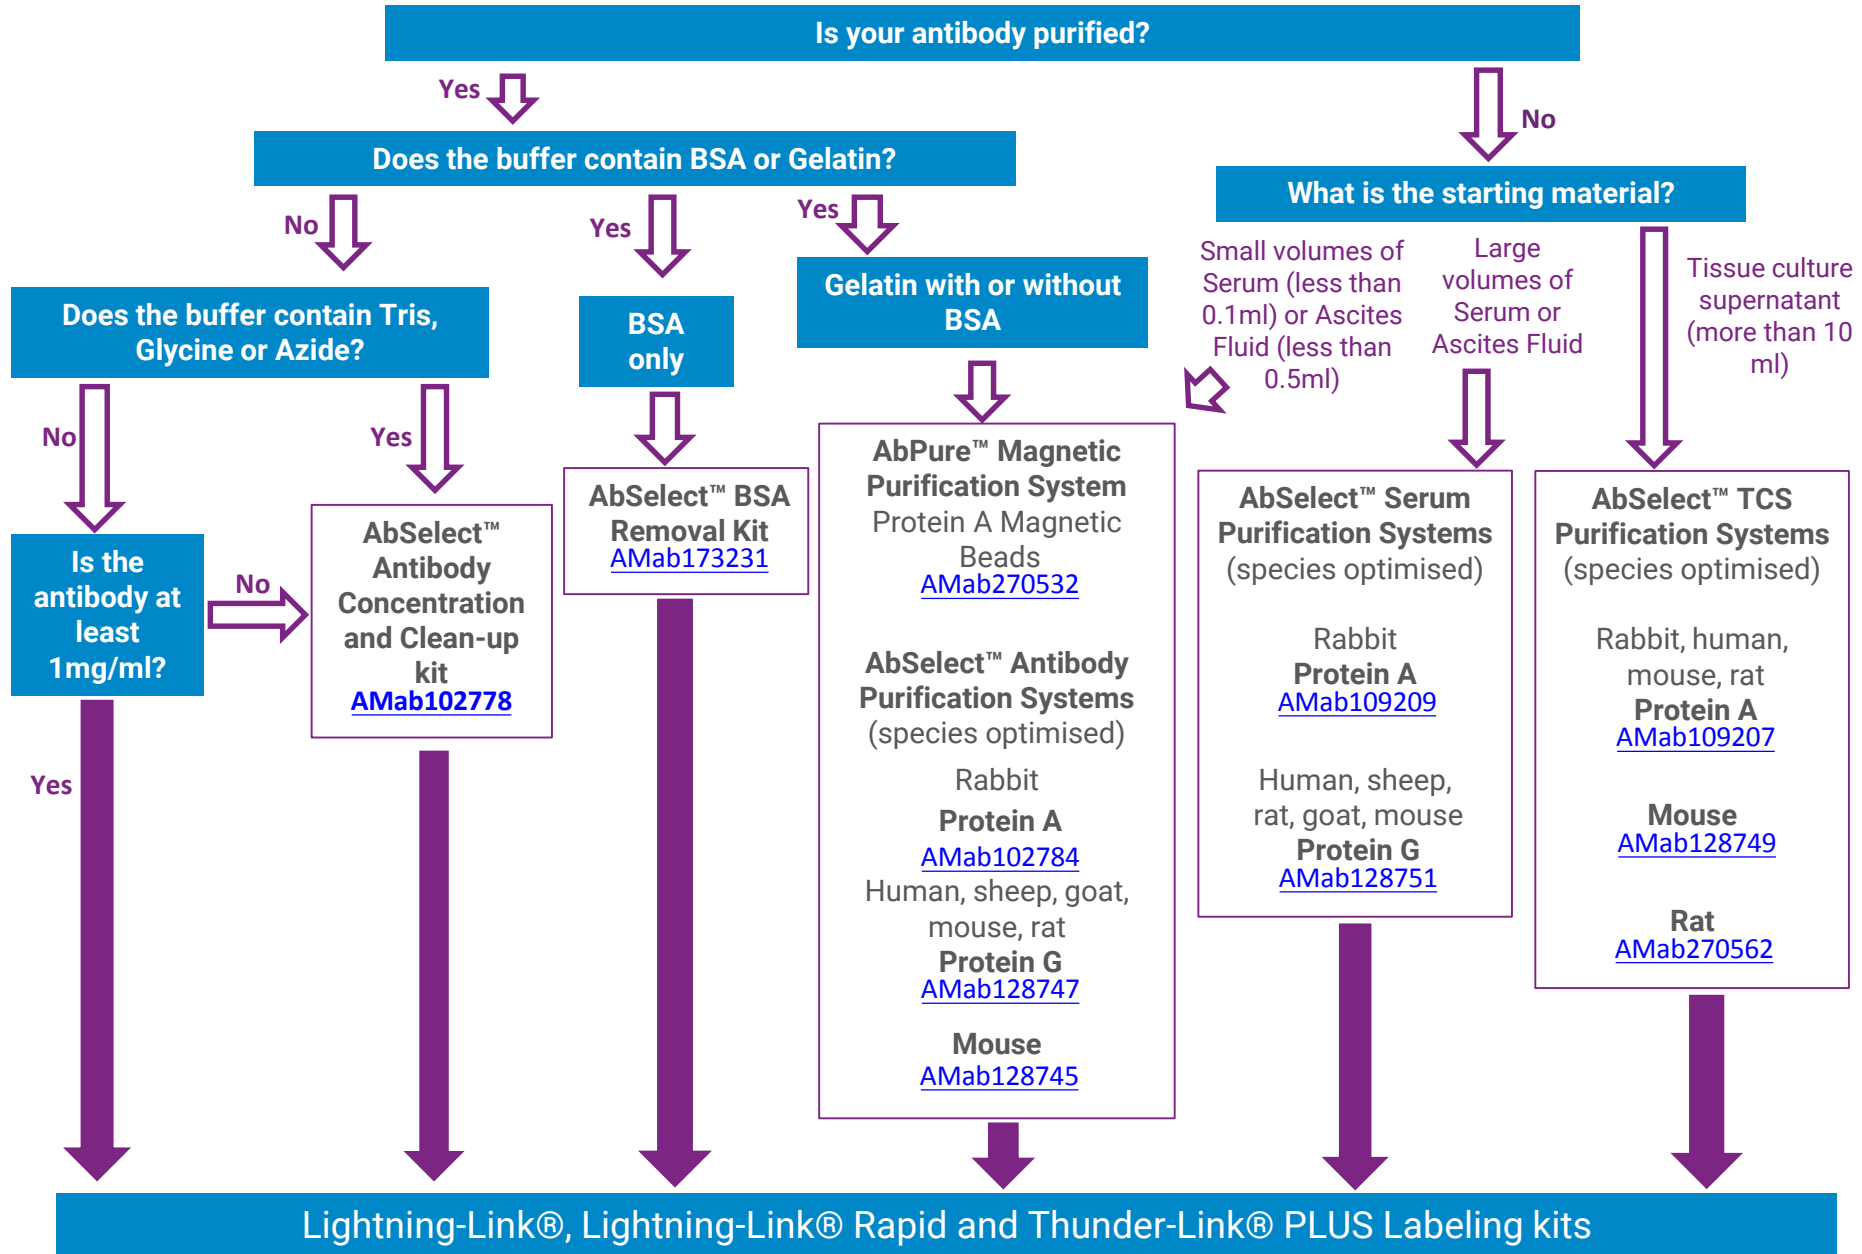 Is your antibody purified?
Yes
No
Does the buffer contain BSA or Gelatin?
What is the starting material?
No
Yes
Yes
Does the buffer contain Tris,
Glycine or Azide?
BSA
only
Gelatin with or without
BSA
Small volumes of
Serum (less than
0.1ml) or Ascites
Fluid (less than
0.5ml)
Large
volumes of
Serum or
Ascites Fluid
Tissue culture
supernatant
(more than 10
ml)
No
Yes
Is the
antibody at
least
1mg/ml?
No
Yes
AbSelect™
Antibody
Concentration
and Clean-up
kit
AMab102778
AbSelect™ BSA
Removal Kit
AMab173231
AbPure™ Magnetic
Purification System
Protein A Magnetic
Beads
AMab270532
AbSelect™ Antibody
Purification Systems
(species optimised)
Rabbit
Protein A
AMab102784
Human, sheep, goat,
mouse, rat
Protein G
AMab128747
Mouse
AMab128745
AbSelect™ Serum
Purification Systems
(species optimised)
Rabbit
Protein A
AMab109209
Human, sheep,
rat, goat, mouse
Protein G
AMab128751
AbSelect™ TCS
Purification Systems
(species optimised)
Rabbit, human,
mouse, rat
Protein A
AMab109207
Mouse
AMab128749
Rat
AMab270562
Lightning-Link®, Lightning-Link® Rapid and Thunder-Link® PLUS Labeling kits